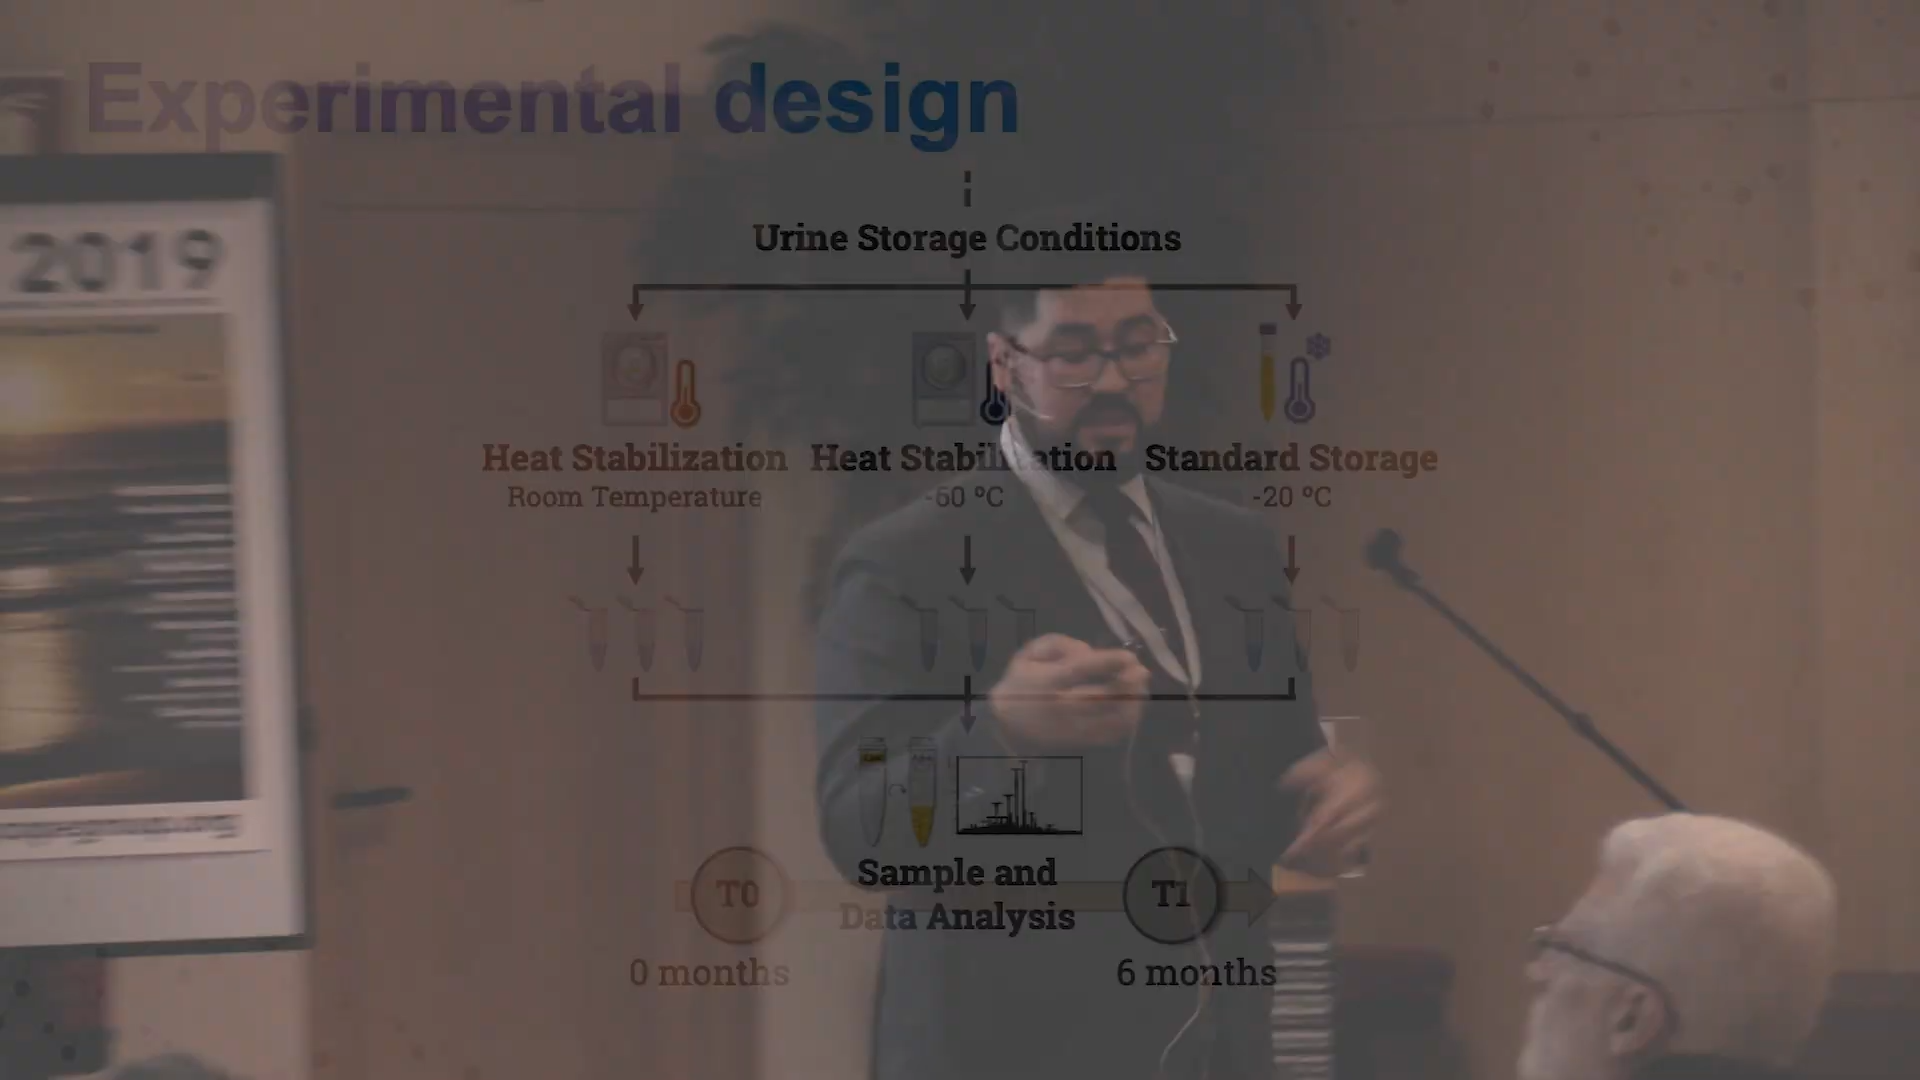 Experimental design
2019
Urine Storage Conditions
Heat Stabilization Heat Stabilization Standard Storage
Room Temperature -60 ºC -20 ºC
T0 Sample and T1
Data Analysis
0 months 6 months